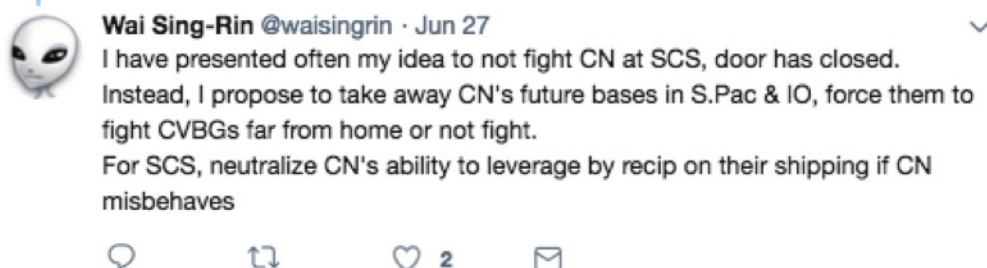 Wai Sing-Rin @waisingrin · Jun 27
I have presented often my idea to not fight CN at SCS, door has closed.
Instead, I propose to take away CN's future bases in S.Pac & IO, force them to
fight CVBGs far from home or not fight.
For SCS, neutralize CN's ability to leverage by recip on their shipping if CN
misbehaves
2